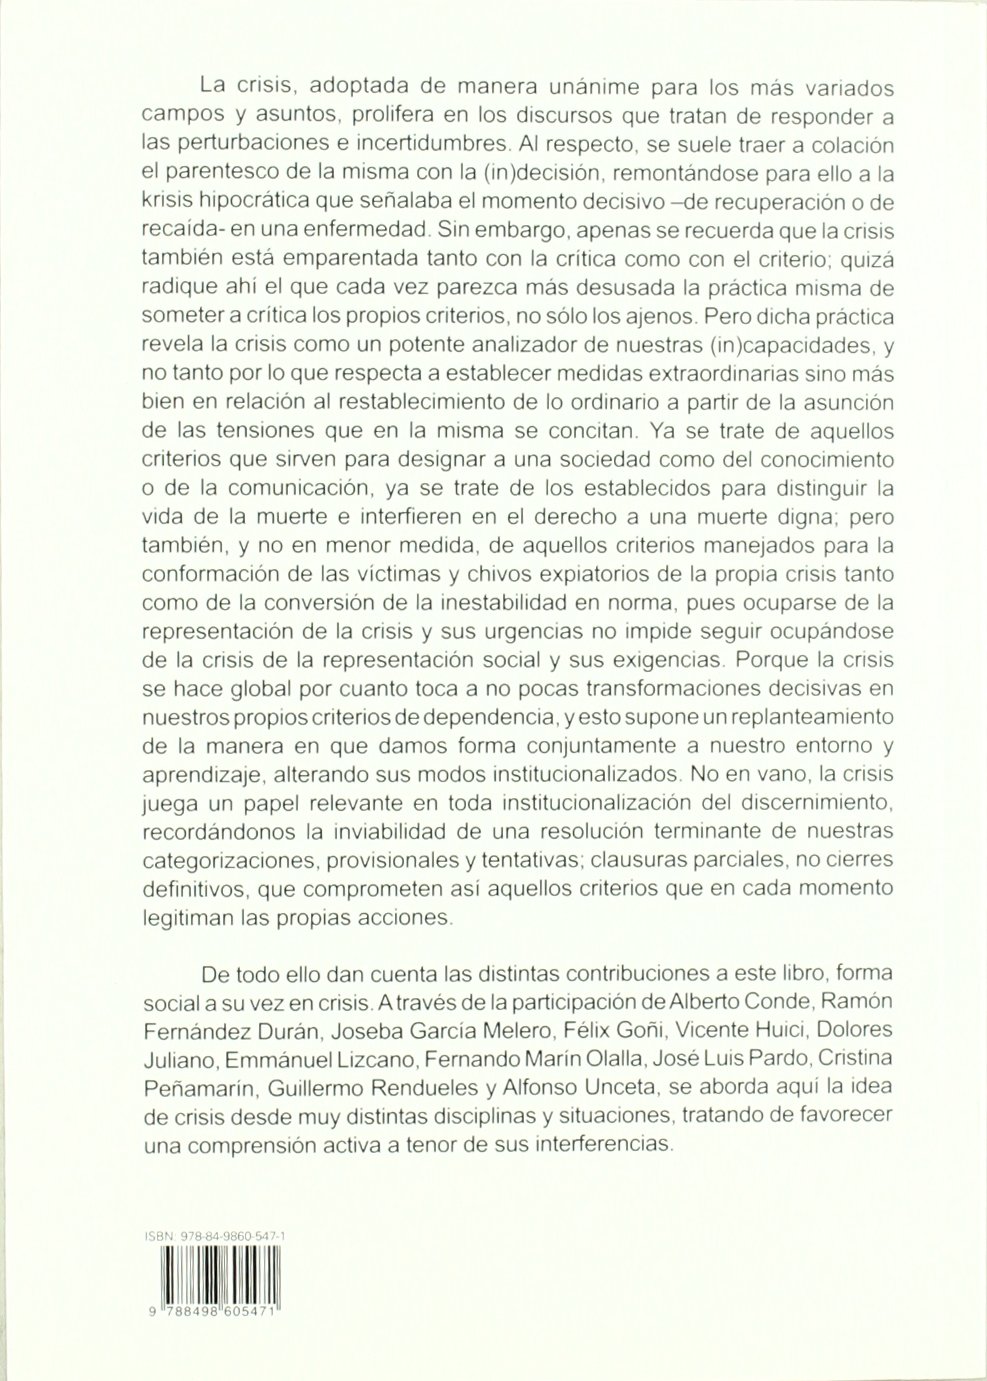 La crisis, adoptada de manera unánime para los más variados
campos y asuntos, prolifera en los discursos que tratan de responder a
las perturbaciones e incertidumbres. Al respecto, se suele traer a colación
el parentesco de la misma con la (in)decisión, remontándose para ello a la
krisis hipocrática que señalaba el momento decisivo –de recuperación o de
recaída- en una enfermedad. Sin embargo, apenas se recuerda que la crisis
también está emparentada tanto con la crítica como con el criterio; quizá
radique ahí el que cada vez parezca más desusada la práctica misma de
someter a crítica los propios criterios, no sólo los ajenos. Pero dicha práctica
revela la crisis como un potente analizador de nuestras (in)capacidades, y
no tanto por lo que respecta a establecer medidas extraordinarias sino más
bien en relación al restablecimiento de lo ordinario a partir de la asunción
de las tensiones que en la misma se concitan. Ya se trate de aquellos
criterios que sirven para designar a una sociedad como del conocimiento
o de la comunicación, ya se trate de los establecidos para distinguir la
vida de la muerte e interfieren en el derecho a una muerte digna; pero
también, y no en menor medida, de aquellos criterios manejados para la
conformación de las víctimas y chivos expiatorios de la propia crisis tanto
como de la conversión de la inestabilidad en norma, pues ocuparse de la
representación de la crisis y sus urgencias no impide seguir ocupándose
de la crisis de la representación social y sus exigencias. Porque la crisis
se hace global por cuanto toca a no pocas transformaciones decisivas en
nuestros propios criterios de dependencia, y esto supone un replanteamiento
de la manera en que damos forma conjuntamente a nuestro entorno y
aprendizaje, alterando sus modos institucionalizados. No en vano, la crisis
juega un papel relevante en toda institucionalización del discernimiento,
recordándonos la inviabilidad de una resolución terminante de nuestras
categorizaciones, provisionales y tentativas; clausuras parciales, no cierres
definitivos, que comprometen así aquellos criterios que en cada momento
legitiman las propias acciones.
De todo ello dan cuenta las distintas contribuciones a este libro, forma
social a su vez en crisis. A través de la participación de Alberto Conde, Ramón
Fernández Durán, Joseba García Melero, Félix Goñi, Vicente Huici, Dolores
Juliano, Emmánuel Lizcano, Fernando Marín Olalla, José Luis Pardo, Cristina
Peñamarín, Guillermo Rendueles y Alfonso Unceta, se aborda aquí la idea
de crisis desde muy distintas disciplinas y situaciones, tratando de favorecer
una comprensión activa a tenor de sus interferencias.
ISBN: 978-84-9860-547-1
9 788498 605471